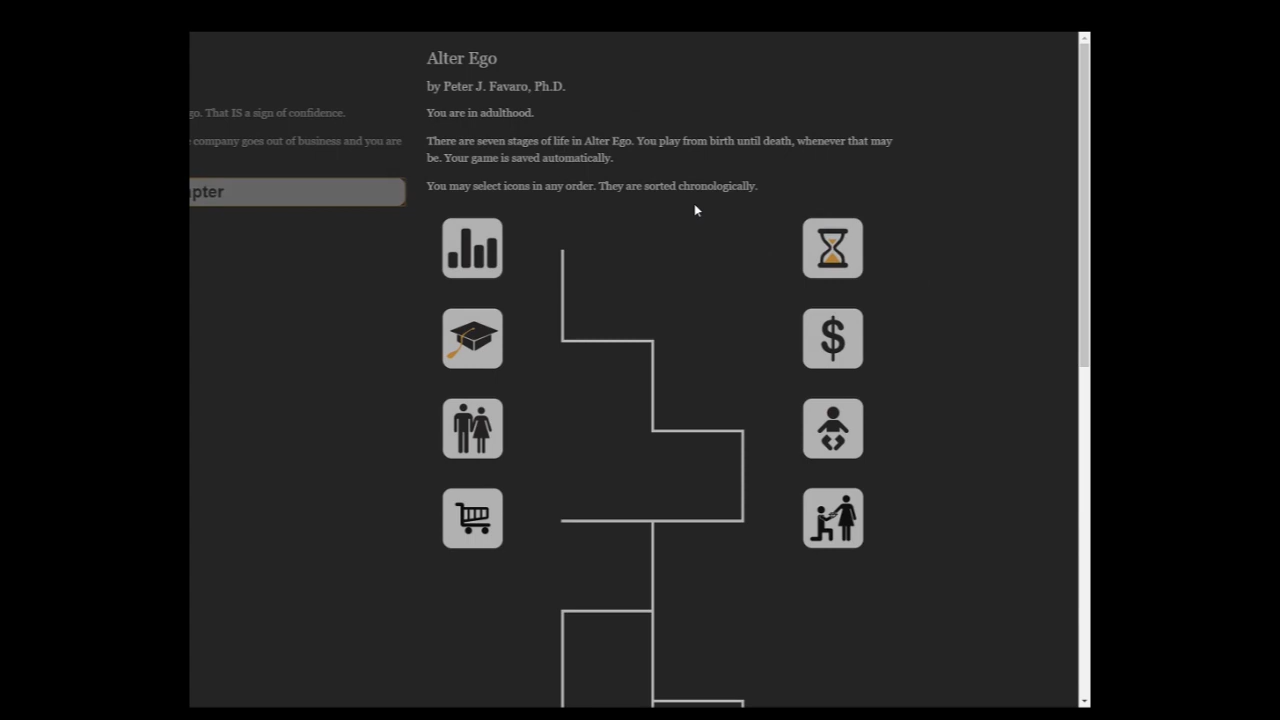 Alter Ego
by Peter J. Favaro, Ph.D.
go. That IS a sign of confidence.
You are in adulthood.
company goes out of business and you are
There are seven stages of life in Alter Ego. You play from birth until death, whenever that may
be. Your game is saved automatically.
You may select icons in any order. They are sorted chronologically.
pter
$